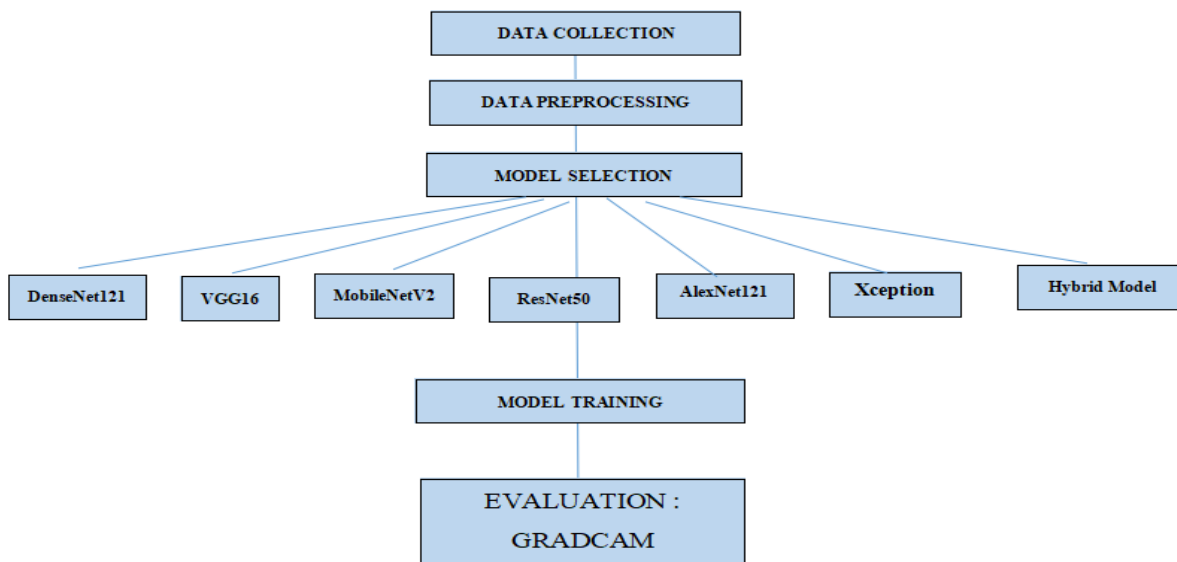 DATA COLLECTION
DATA PREPROCESSING
MODEL SELECTION
DenseNet121
VGG16
MobileNetV2
ResNet50
AlexNet121
Xception
Hybrid Model
MODEL TRAINING
EVALUATION :
GRADCAM